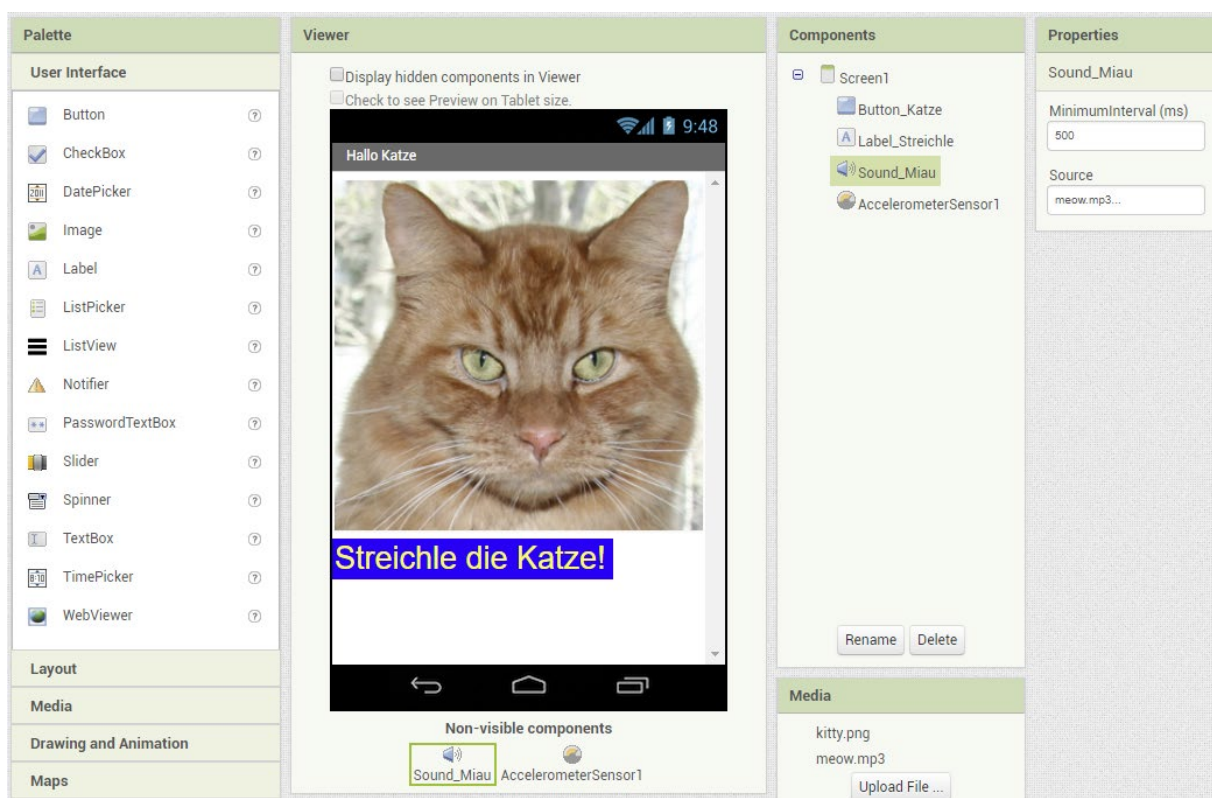 Palette
User Interface
Button
CheckBox
DatePicker
Image
Label
ListPicker
ListView
Notifier
PasswordTextBox
Slider
Spinner
TextBox
TimePicker
WebViewer
Layout
Media
Drawing and Animation
Maps
Viewer
Display hidden components in Viewer
Check to see Preview on Tablet size.
9:48
Hallo Katze
Streichle die Katze!
Non-visible components
Sound_Miau AccelerometerSensor1
Components
Screen1
Button_Katze
Label_Streichle
Sound_Miau
AccelerometerSensor1
Rename Delete
Media
kitty.png
meow.mp3
Upload File ...
Properties
Sound_Miau
MinimumInterval (ms)
500
Source
meow.mp3...